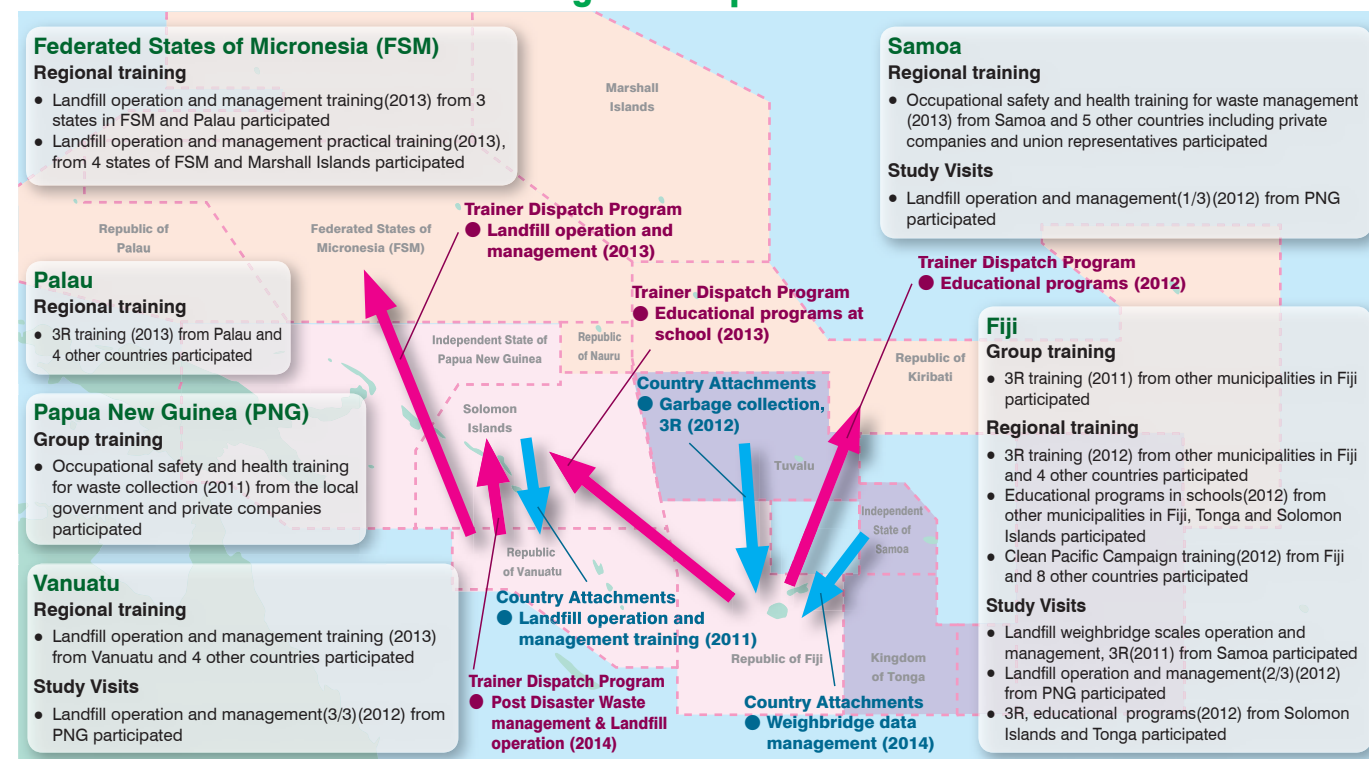 Federated States of Micronesia (FSM)
Regional training
● Landfill operation and management training(2013) from 3
states in FSM and Palau participated
● Landfill operation and management practical training(2013),
from 4 states of FSM and Marshall Islands participated
Marshall
Islands
Samoa
Regional training
● Occupational safety and health training for waste management
(2013) from Samoa and 5 other countries including private
companies and union representatives participated
Study Visits
● Landfill operation and management(1/3)(2012) from PNG
participated
Republic of
Palau
Federated States of
Micronesia (FSM)
Trainer Dispatch Program
● Landfill operation and
management (2013)
Trainer Dispatch Program
● Educational programs (2012)
Palau
Regional training
● 3R training (2013) from Palau and
4 other countries participated
Trainer Dispatch Program
● Educational programs at
school (2013)
Independent State of
Papua New Guinea
Republic
of Nauru
Republic of
Kiribati
Fiji
Group training
● 3R training (2011) from other municipalities in Fiji
participated
Regional training
● 3R training (2012) from other municipalities in Fiji
and 4 other countries participated
● Educational programs in schools(2012) from
other municipalities in Fiji, Tonga and Solomon
Islands participated
● Clean Pacific Campaign training(2012) from Fiji
and 8 other countries participated
Study Visits
● Landfill weighbridge scales operation and
management, 3R(2011) from Samoa participated
● Landfill operation and management(2/3)(2012)
from PNG participated
● 3R, educational programs(2012) from Solomon
Islands and Tonga participated
Papua New Guinea (PNG)
Group training
● Occupational safety and health training
for waste collection (2011) from the local
government and private companies
participated
Solomon
Islands
Country Attachments
● Garbage collection,
3R (2012)
Tuvalu
Independent
State of
Samoa
Republic
of Vanuatu
Vanuatu
Regional training
● Landfill operation and management training (2013)
from Vanuatu and 4 other countries participated
Study Visits
● Landfill operation and management(3/3)(2012) from
PNG participated
Country Attachments
● Landfill operation and
management training (2011)
Republic of Fiji
Kingdom
of Tonga
Trainer Dispatch Program
● Post Disaster Waste
management & Landfill
operation (2014)
Country Attachments
● Weighbridge data
management (2014)